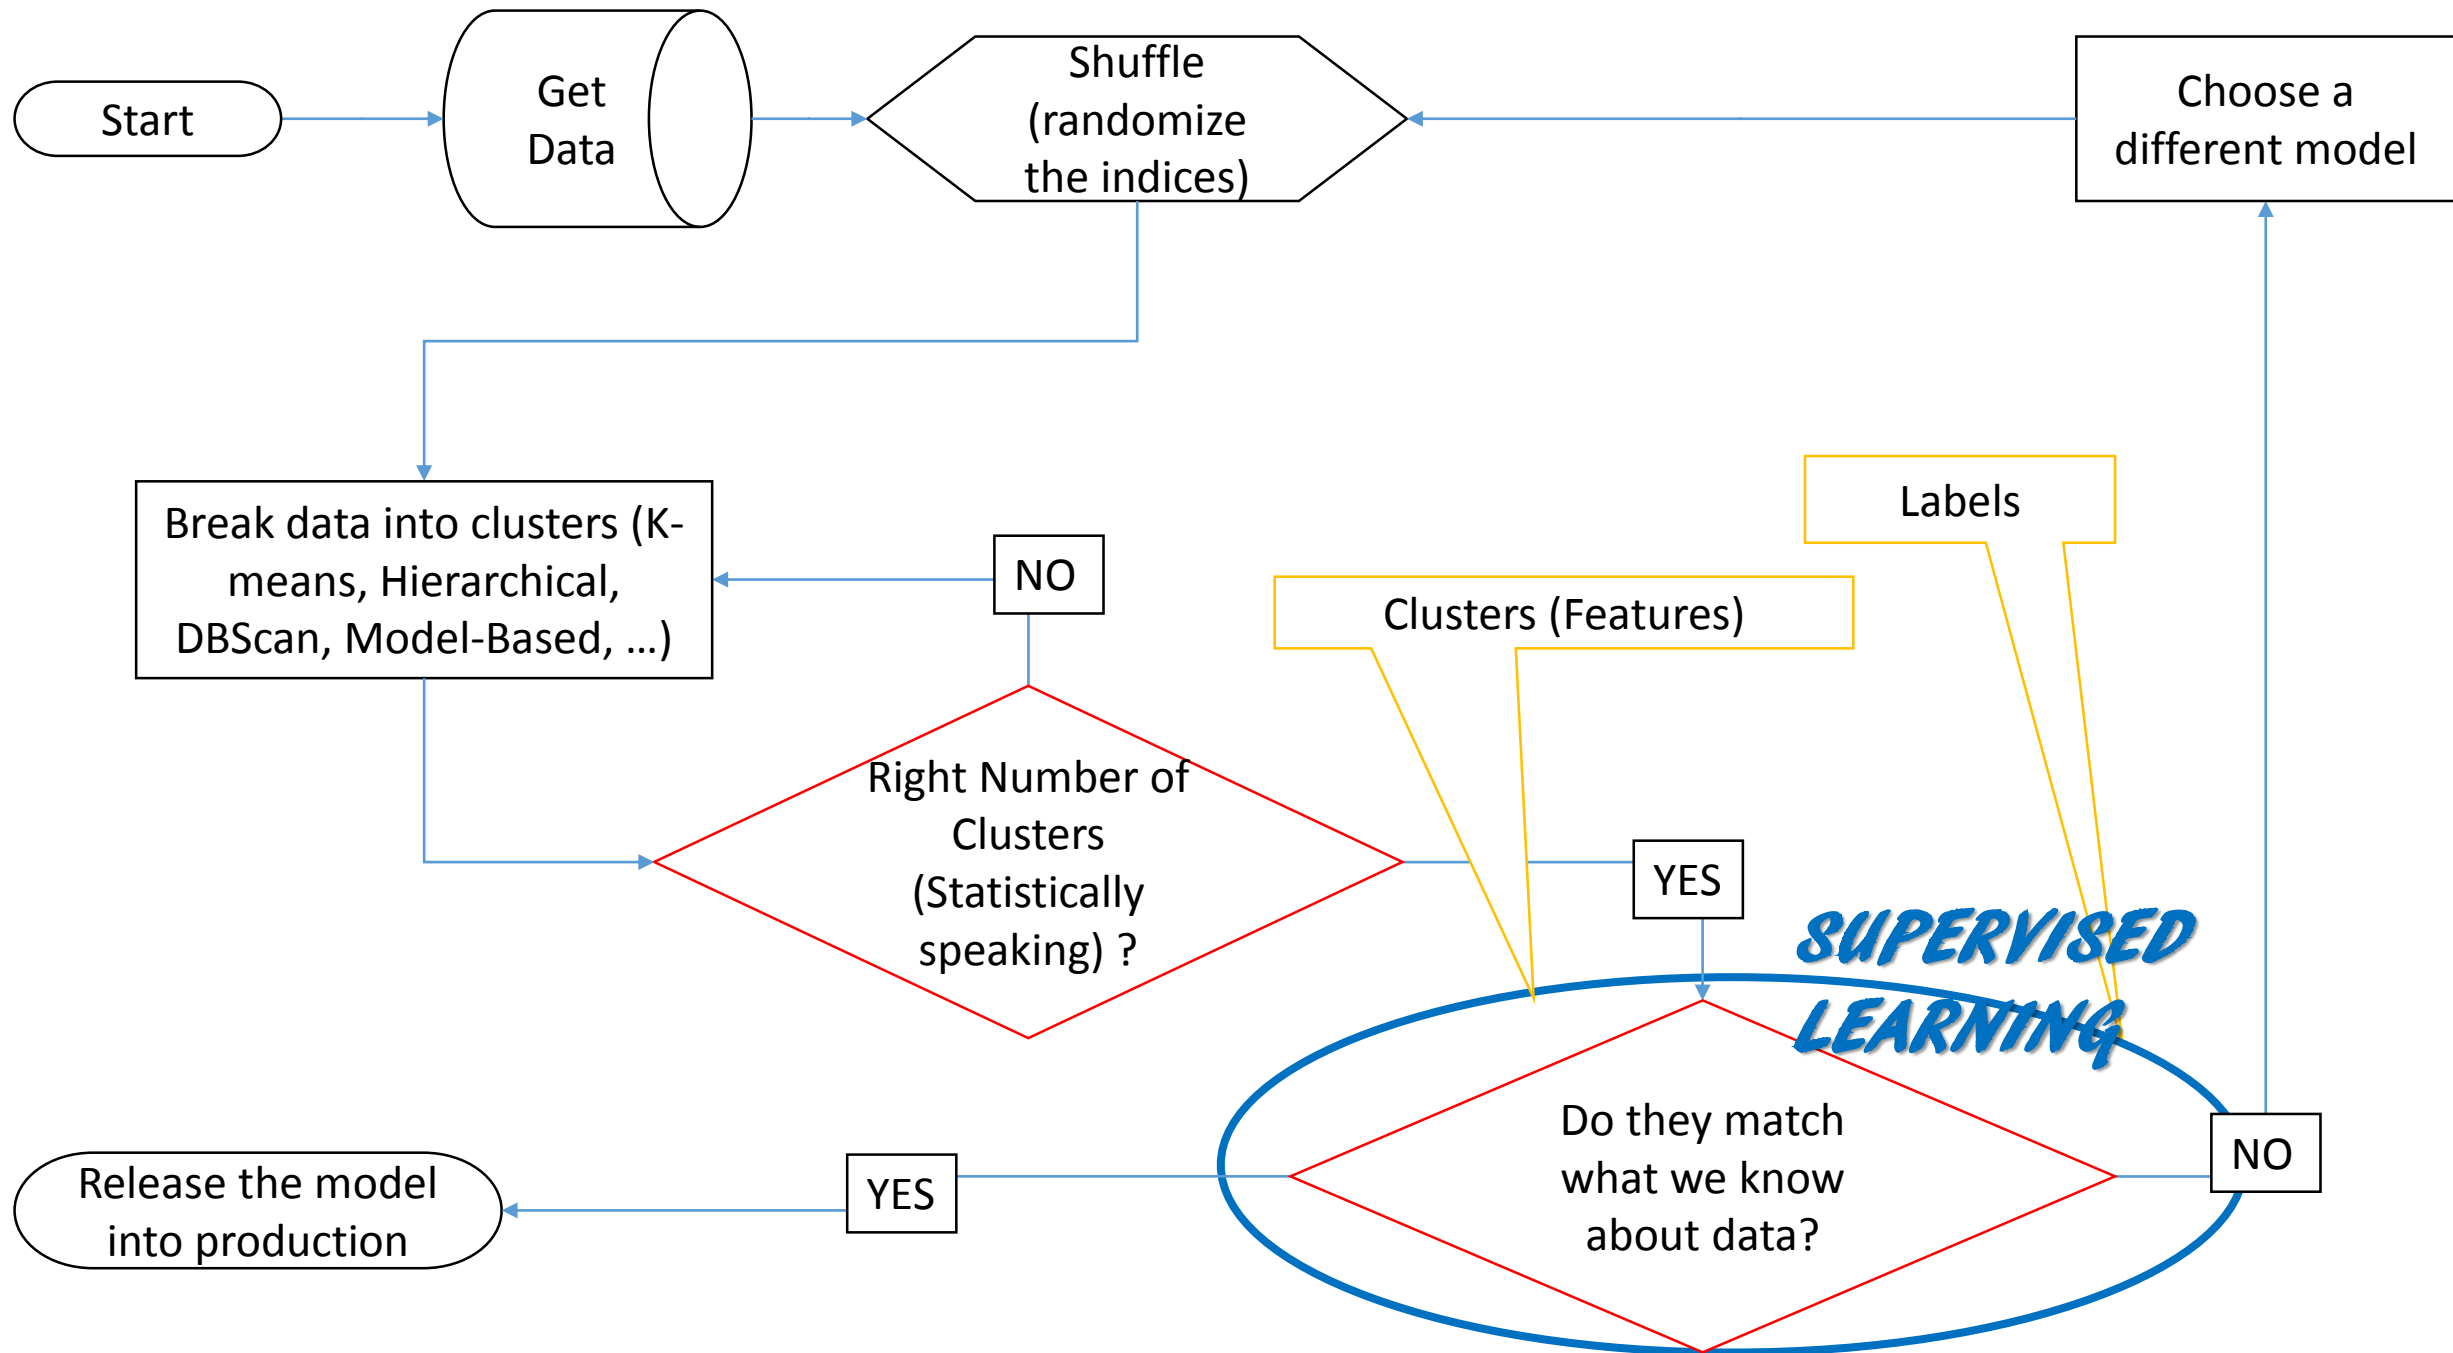 Start
Get
Data
Shuffle
(randomize
the indices)
Choose a
different model
Break data into clusters (K-
means, Hierarchical,
DBScan, Model-Based, …)
NO
Clusters (Features)
Labels
Right Number of
Clusters
(Statistically
speaking) ?
YES
SUPERVISED
LEARNING
Do they match
what we know
about data?
NO
YES
Release the model
into production